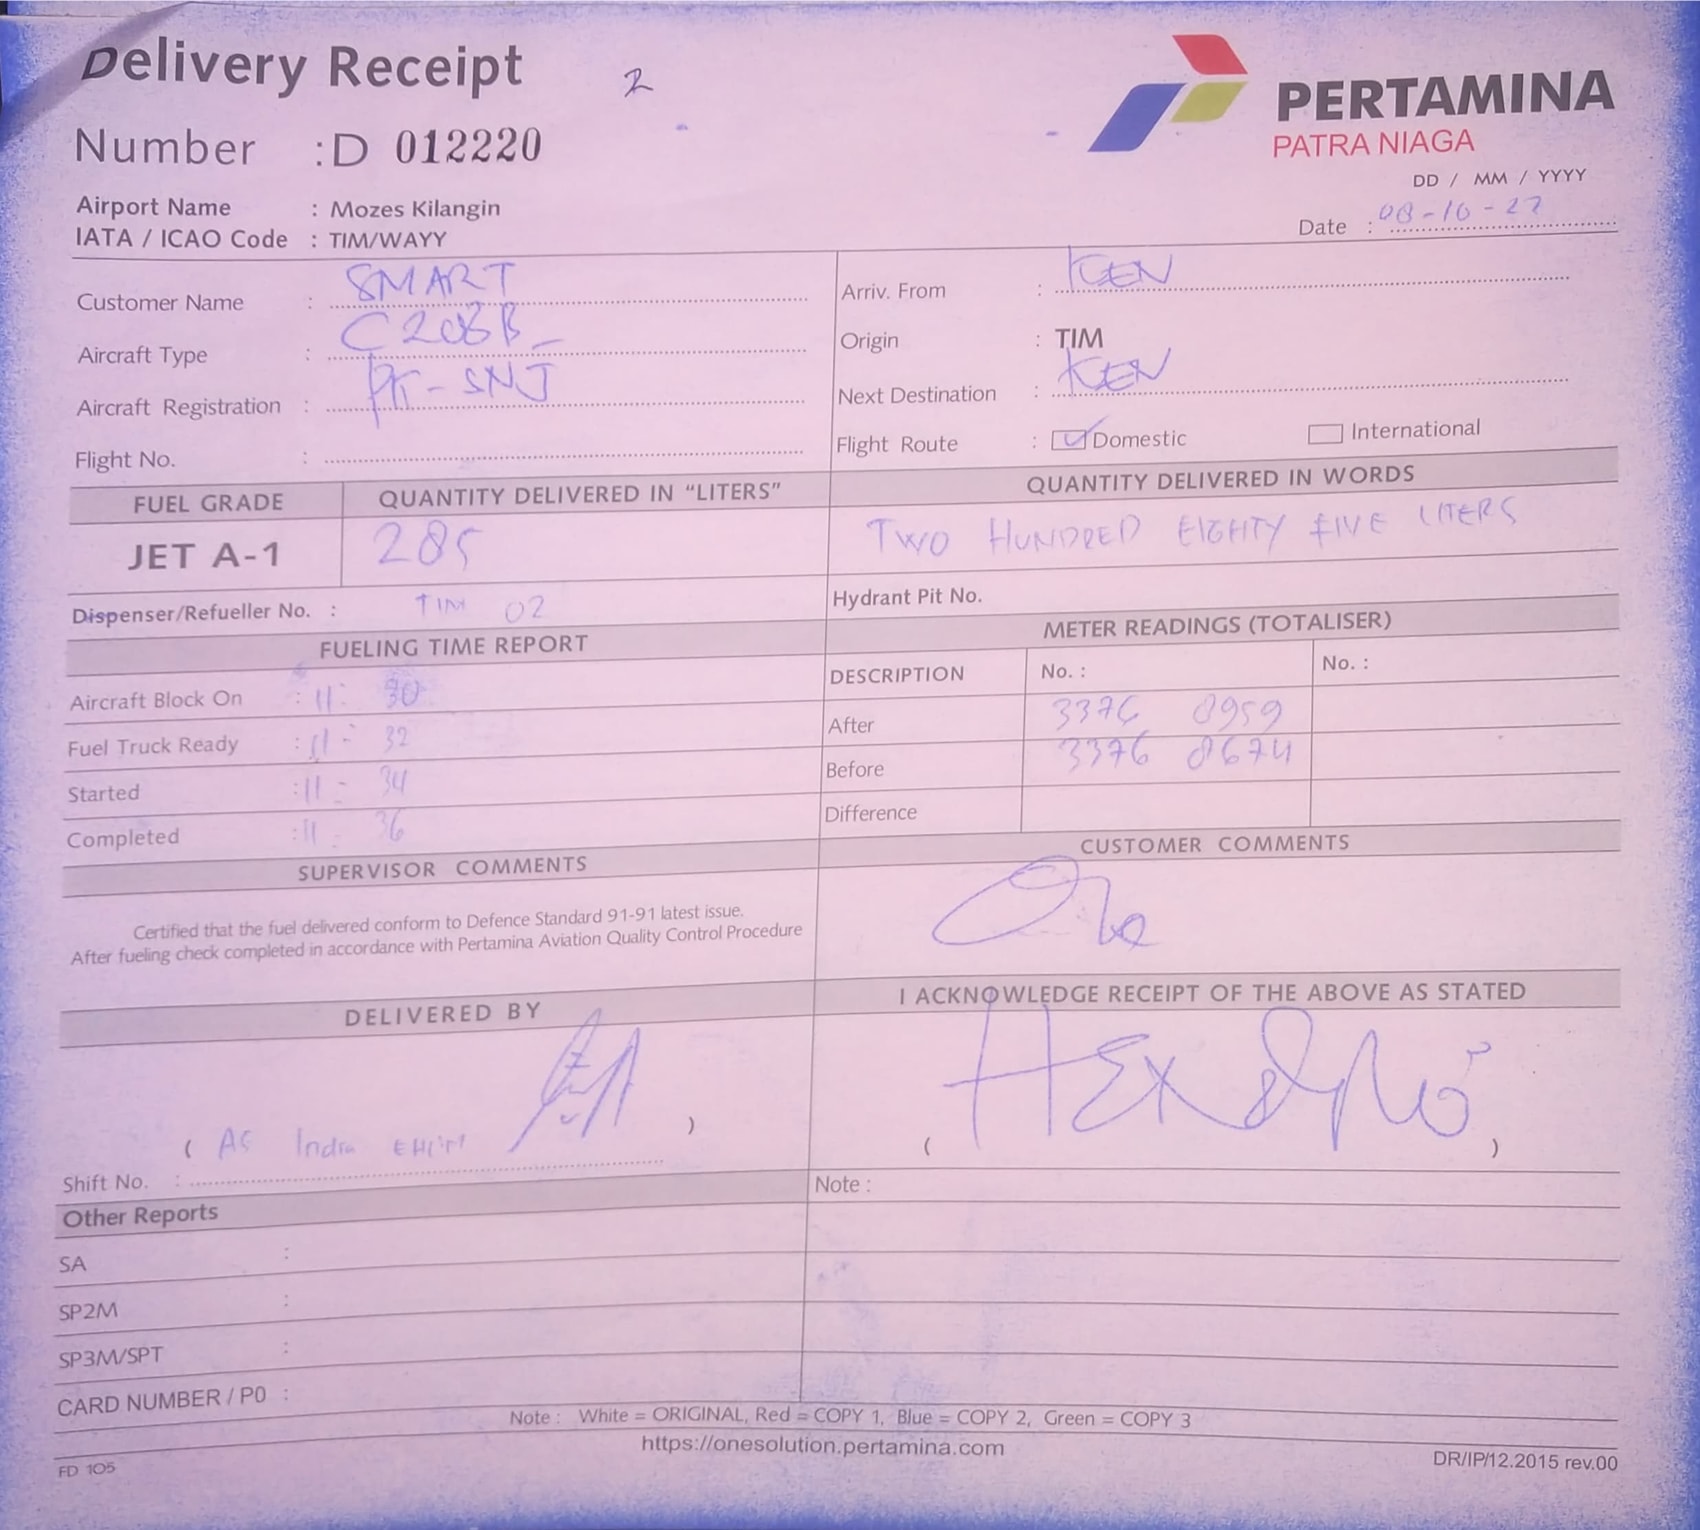 Delivery Receipt 2
PERTAMINA
PATRA NIAGA
Number : D 012220
DD / MM / YYYY
Airport Name : Mozes Kilangin
Date : 08-10-22
IATA / ICAO Code : TIM/WAYY
Customer Name : SMART
Arriv. From : KEN
Aircraft Type : C208B
Origin : TIM
Aircraft Registration : PK-SNJ
Next Destination : KEN
Flight No. :
Flight Route : Domestic International
FUEL GRADE QUANTITY DELIVERED IN “LITERS” QUANTITY DELIVERED IN WORDS
JET A-1 285 TWO HUNDRED EIGHTY FIVE LITERS
Dispenser/Refueller No. : TIM 02
Hydrant Pit No.
FUELING TIME REPORT METER READINGS (TOTALISER)
DESCRIPTION No. : No. :
Aircraft Block On : 11 : 30
After 3376 8959
Fuel Truck Ready : 11 - 32
Before 3376 8674
Started : 11 - 34
Difference
Completed : 11 - 36
SUPERVISOR COMMENTS CUSTOMER COMMENTS
Certified that the fuel delivered conform to Defence Standard 91-91 latest issue.
After fueling check completed in accordance with Pertamina Aviation Quality Control Procedure
DELIVERED BY I ACKNOWLEDGE RECEIPT OF THE ABOVE AS STATED
( AS Indra ) ( )
Shift No. :
Note :
Other Reports
SA :
SP2M :
SP3M/SPT :
CARD NUMBER / P0 :
Note : White = ORIGINAL, Red = COPY 1, Blue = COPY 2, Green = COPY 3
https://onesolution.pertamina.com
FD 105
DR/IP/12.2015 rev.00